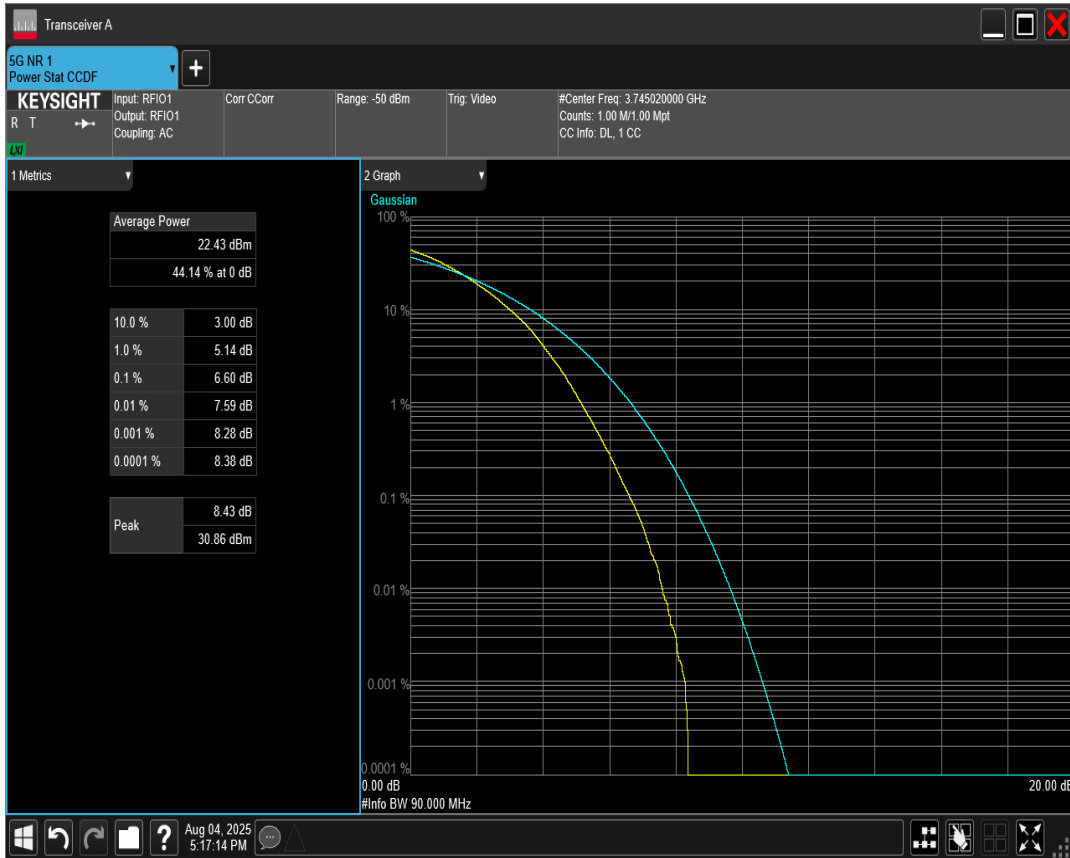 Transceiver A
5G NR 1
Power Stat CCDF
KEYSIGHT
R T
LXI
Input: RFIO1
Output: RFIO1
Coupling: AC
Corr CCorr
Range: -50 dBm
Trig: Video
#Center Freq: 3.745020000 GHz
Counts: 1.00 M/1.00 Mpt
CC Info: DL, 1 CC
1 Metrics
Average Power
22.43 dBm
44.14 % at 0 dB
10.0 % 3.00 dB
1.0 % 5.14 dB
0.1 % 6.60 dB
0.01 % 7.59 dB
0.001 % 8.28 dB
0.0001 % 8.38 dB
Peak
8.43 dB
30.86 dBm
2 Graph
Gaussian
100 %
10 %
1 %
0.1 %
0.01 %
0.001 %
0.0001 %
0.00 dB 20.00 dB
#Info BW 90.000 MHz
? Aug 04, 2025
5:17:14 PM